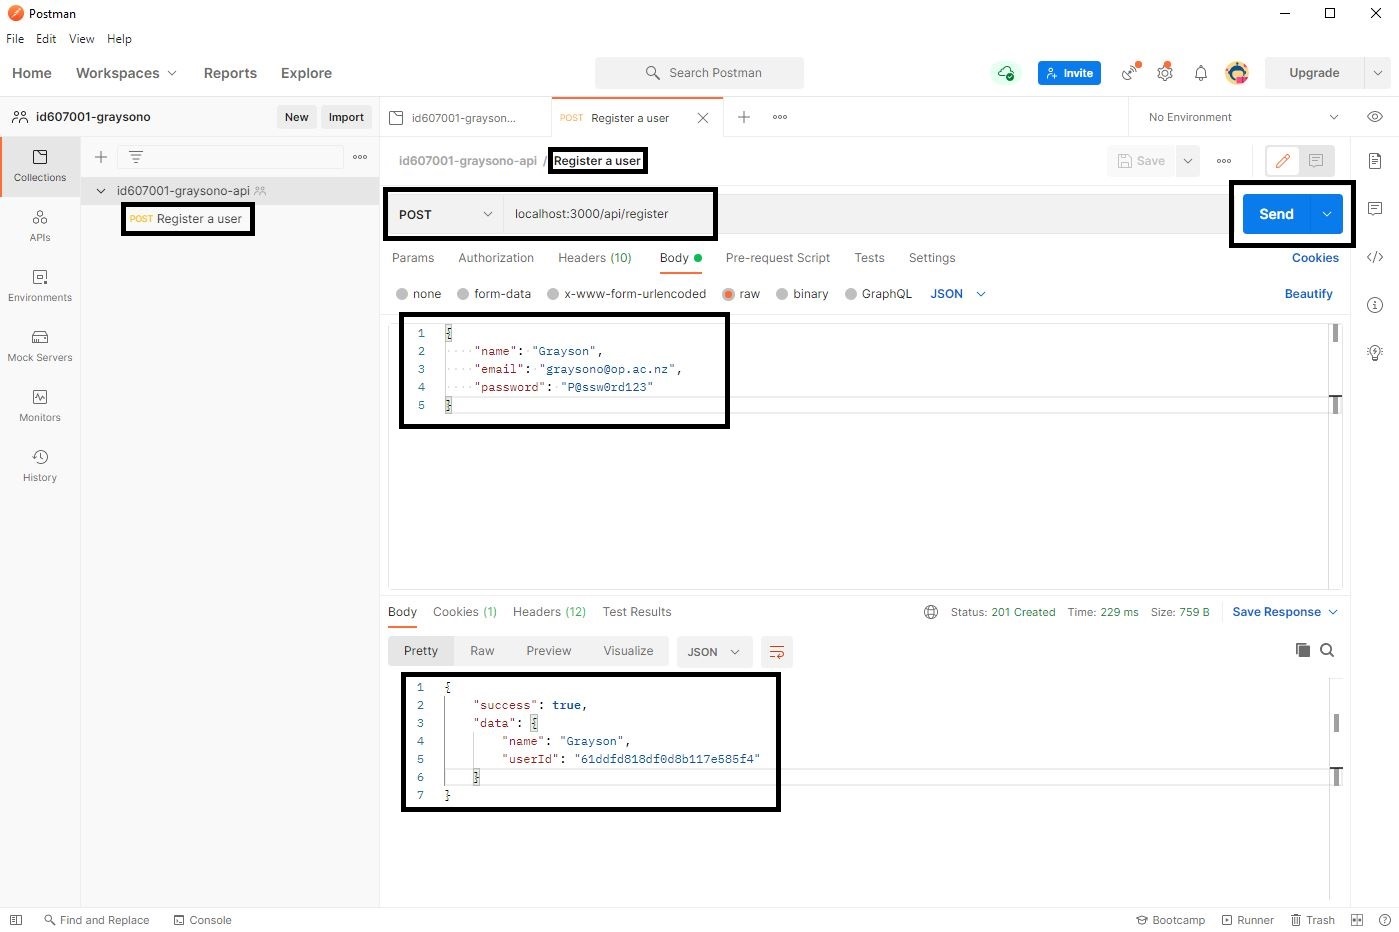 Postman
File Edit View Help
Home Workspaces Reports Explore Search Postman Invite Upgrade
id607001-graysono New Import id607001-grayson... POST Register a user No Environment
Collections
id607001-graysono-api / Register a user Save
id607001-graysono-api
POST Register a user
POST localhost:3000/api/register Send
APIs
Params Authorization Headers (10) Body Pre-request Script Tests Settings Cookies
Environments
none form-data x-www-form-urlencoded raw binary GraphQL JSON Beautify
Mock Servers
Monitors
History
1 {
2 "name": "Grayson",
3 "email": "graysono@op.ac.nz",
4 "password": "P@ssw0rd123"
5 }
Body Cookies (1) Headers (12) Test Results Status: 201 Created Time: 229 ms Size: 759 B Save Response
Pretty Raw Preview Visualize JSON
1 {
2 "success": true,
3 "data": {
4 "name": "Grayson",
5 "userId": "61ddfd818df0d8b117e585f4"
6 }
7 }
Find and Replace Console Bootcamp Runner Trash